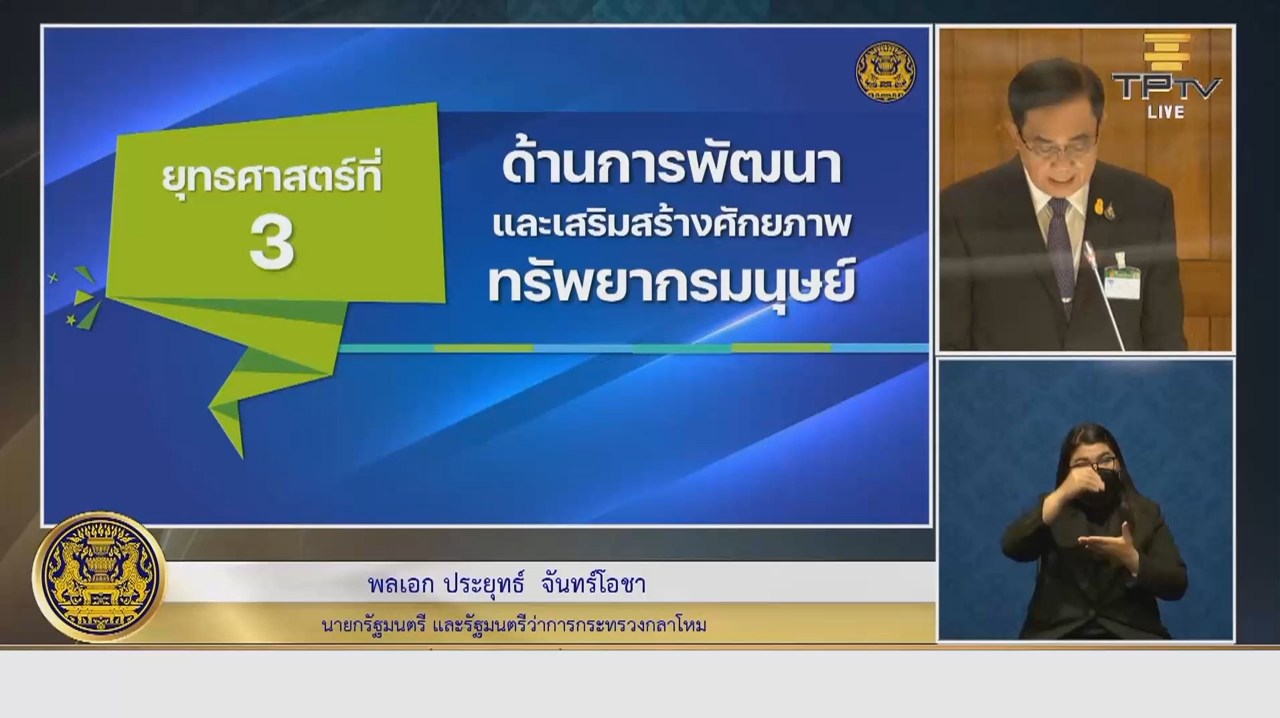 ยุทธศาสตร์ที่
3
ด้านการพัฒนา
และเสริมสร้างศักยภาพ
ทรัพยากรมนุษย์
TPTV
LIVE
พลเอก ประยุทธ์ จันทร์โอชา
นายกรัฐมนตรี และรัฐมนตรีว่าการกระทรวงกลาโหม